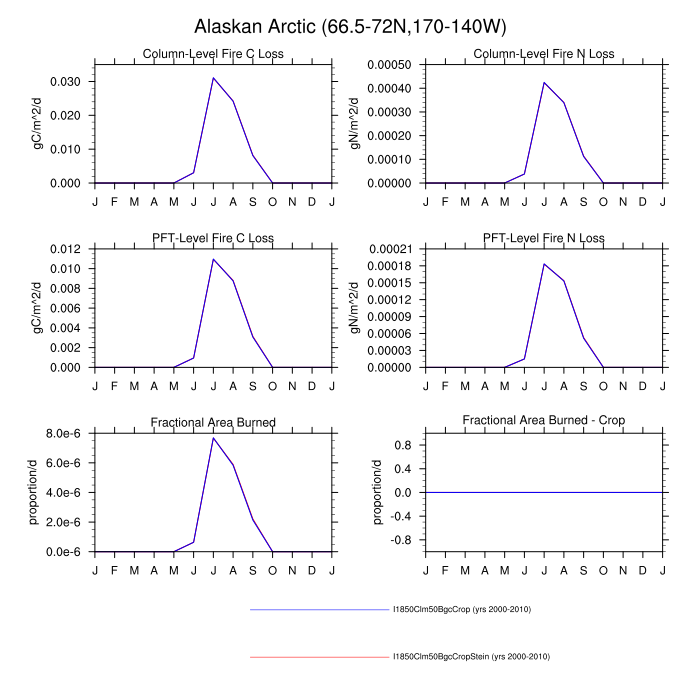 Alaskan Arctic (66.5-72N,170-140W)
Column-Level Fire C Loss
gC/m^2/d
0.030
0.020
0.010
0.000
J F M A M J J A S O N D J
Column-Level Fire N Loss
gN/m^2/d
0.00050
0.00040
0.00030
0.00020
0.00010
0.00000
J F M A M J J A S O N D J
PFT-Level Fire C Loss
gC/m^2/d
0.012
0.010
0.008
0.006
0.004
0.002
0.000
J F M A M J J A S O N D J
PFT-Level Fire N Loss
gN/m^2/d
0.00021
0.00018
0.00015
0.00012
0.00009
0.00006
0.00003
0.00000
J F M A M J J A S O N D J
Fractional Area Burned
proportion/d
8.0e-6
6.0e-6
4.0e-6
2.0e-6
0.0e-6
J F M A M J J A S O N D J
Fractional Area Burned - Crop
proportion/d
0.8
0.4
0.0
-0.4
-0.8
J F M A M J J A S O N D J
I1850Clm50BgcCrop (yrs 2000-2010)
I1850Clm50BgcCropStein (yrs 2000-2010)